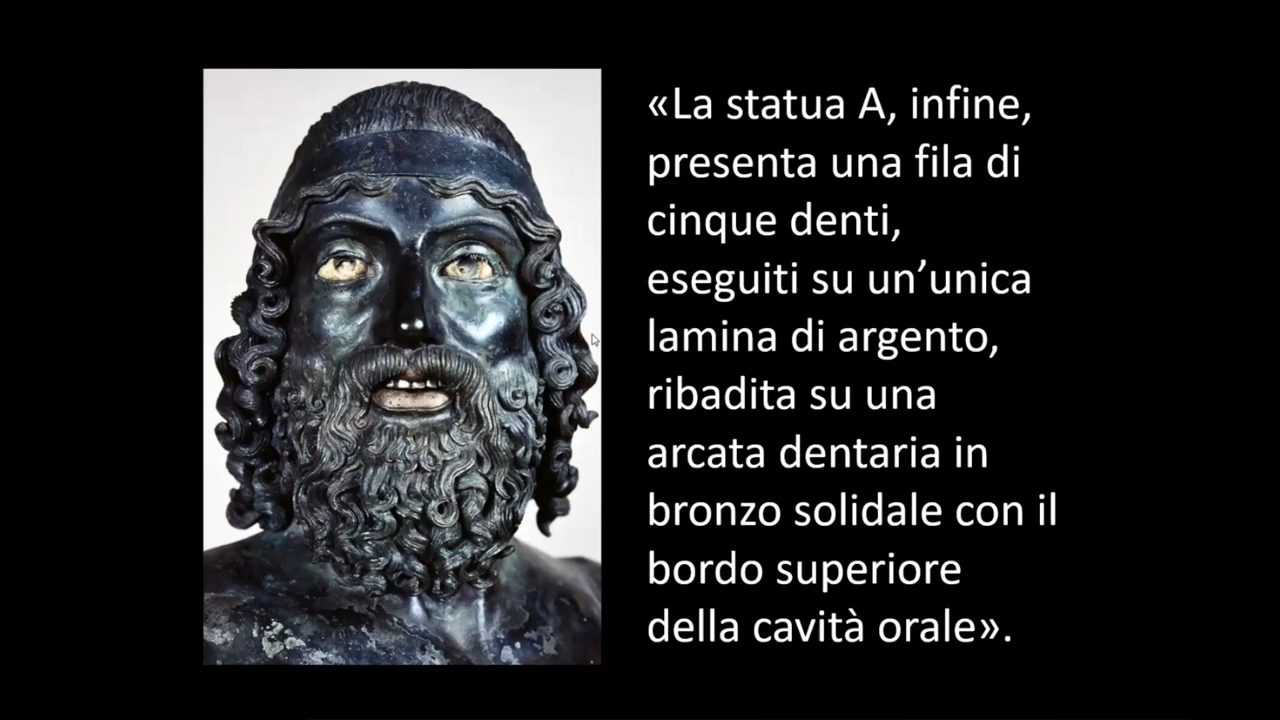 «La statua A, infine,
presenta una fila di
cinque denti,
eseguiti su un’unica
lamina di argento,
ribadita su una
arcata dentaria in
bronzo solidale con il
bordo superiore
della cavità orale».